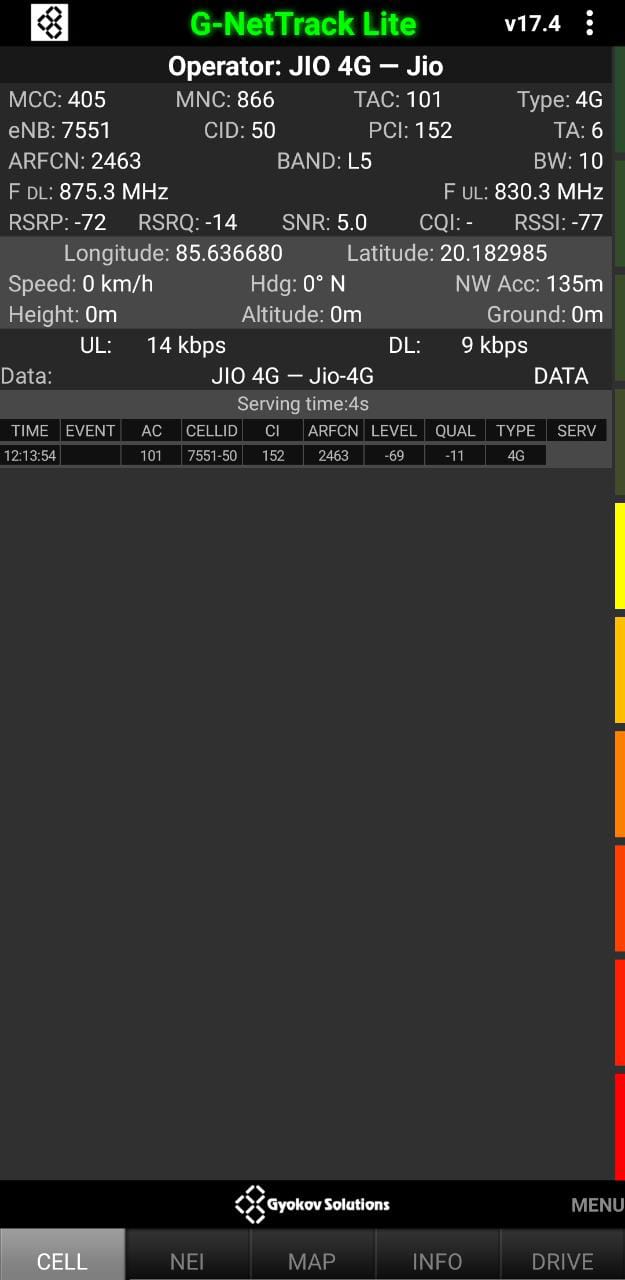 G-NetTrack Lite v17.4
Operator: JIO 4G — Jio
MCC: 405 MNC: 866 TAC: 101 Type: 4G
eNB: 7551 CID: 50 PCI: 152 TA: 6
ARFCN: 2463 BAND: L5 BW: 10
F DL: 875.3 MHz F UL: 830.3 MHz
RSRP: -72 RSRQ: -14 SNR: 5.0 CQI: - RSSI: -77
Longitude: 85.636680 Latitude: 20.182985
Speed: 0 km/h Hdg: 0° N NW Acc: 135m
Height: 0m Altitude: 0m Ground: 0m
UL: 14 kbps DL: 9 kbps
Data: JIO 4G — Jio-4G DATA
Serving time:4s
TIME EVENT AC CELLID CI ARFCN LEVEL QUAL TYPE SERV
12:13:54 101 7551-50 152 2463 -69 -11 4G
Gyokov Solutions MENU
CELL NEI MAP INFO DRIVE